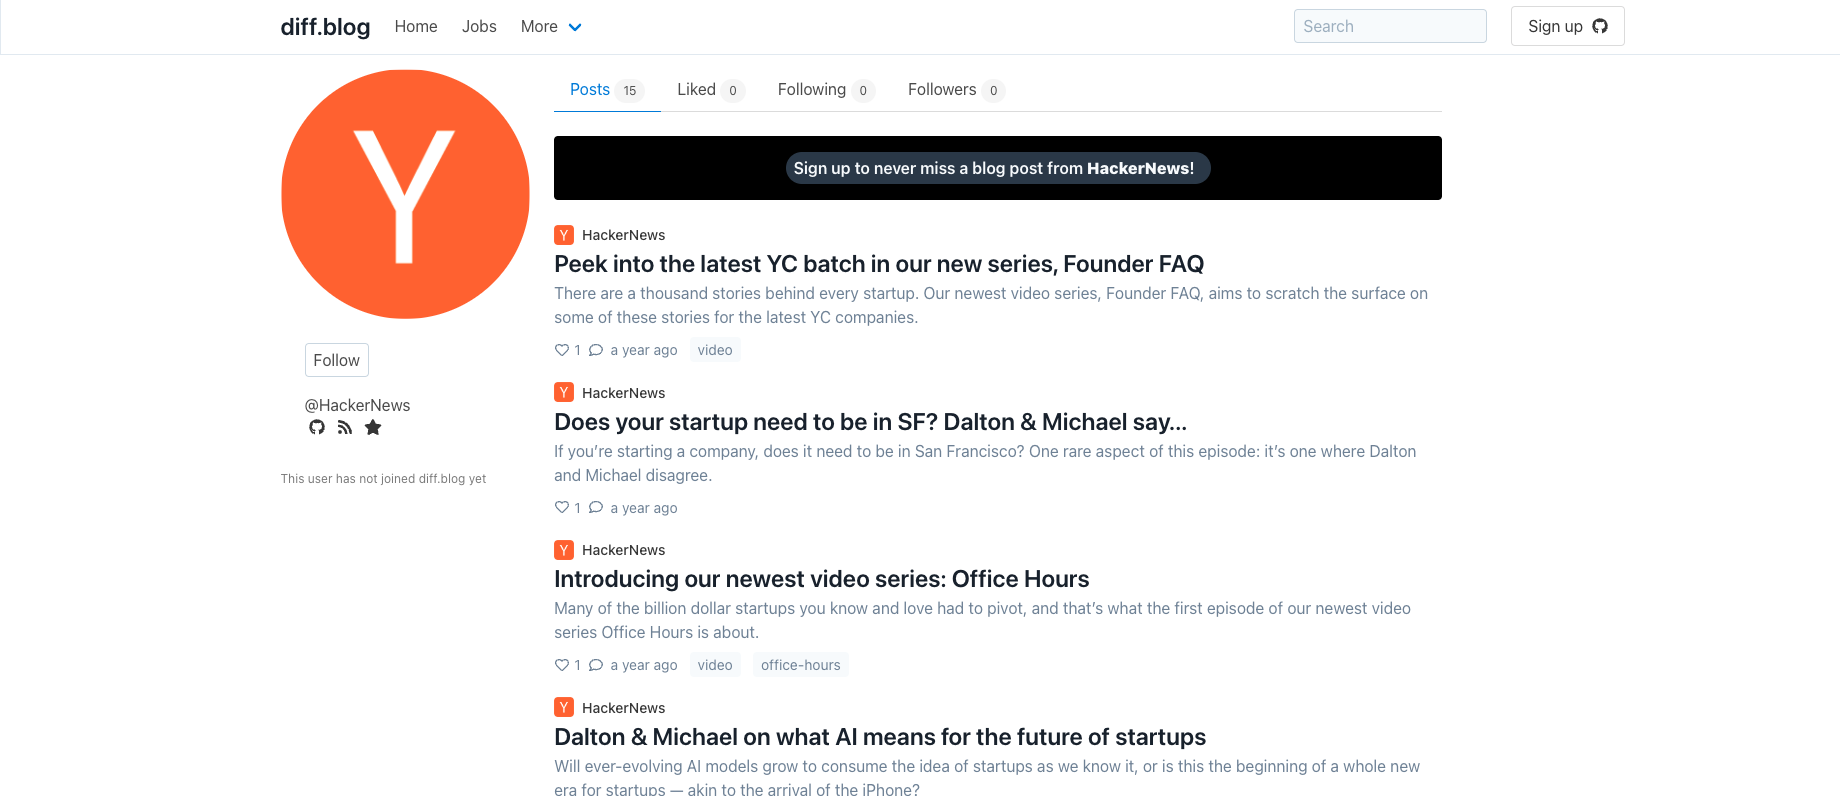 diff.blog Home Jobs More Search Sign up
Y
Follow
@HackerNews
This user has not joined diff.blog yet
Posts 15 Liked 0 Following 0 Followers 0
Sign up to never miss a blog post from HackerNews!
Y HackerNews
Peek into the latest YC batch in our new series, Founder FAQ
There are a thousand stories behind every startup. Our newest video series, Founder FAQ, aims to scratch the surface on
some of these stories for the latest YC companies.
1 a year ago video
Y HackerNews
Does your startup need to be in SF? Dalton & Michael say...
If you’re starting a company, does it need to be in San Francisco? One rare aspect of this episode: it’s one where Dalton
and Michael disagree.
1 a year ago
Y HackerNews
Introducing our newest video series: Office Hours
Many of the billion dollar startups you know and love had to pivot, and that’s what the first episode of our newest video
series Office Hours is about.
1 a year ago video office-hours
Y HackerNews
Dalton & Michael on what AI means for the future of startups
Will ever-evolving AI models grow to consume the idea of startups as we know it, or is this the beginning of a whole new
era for startups — akin to the arrival of the iPhone?